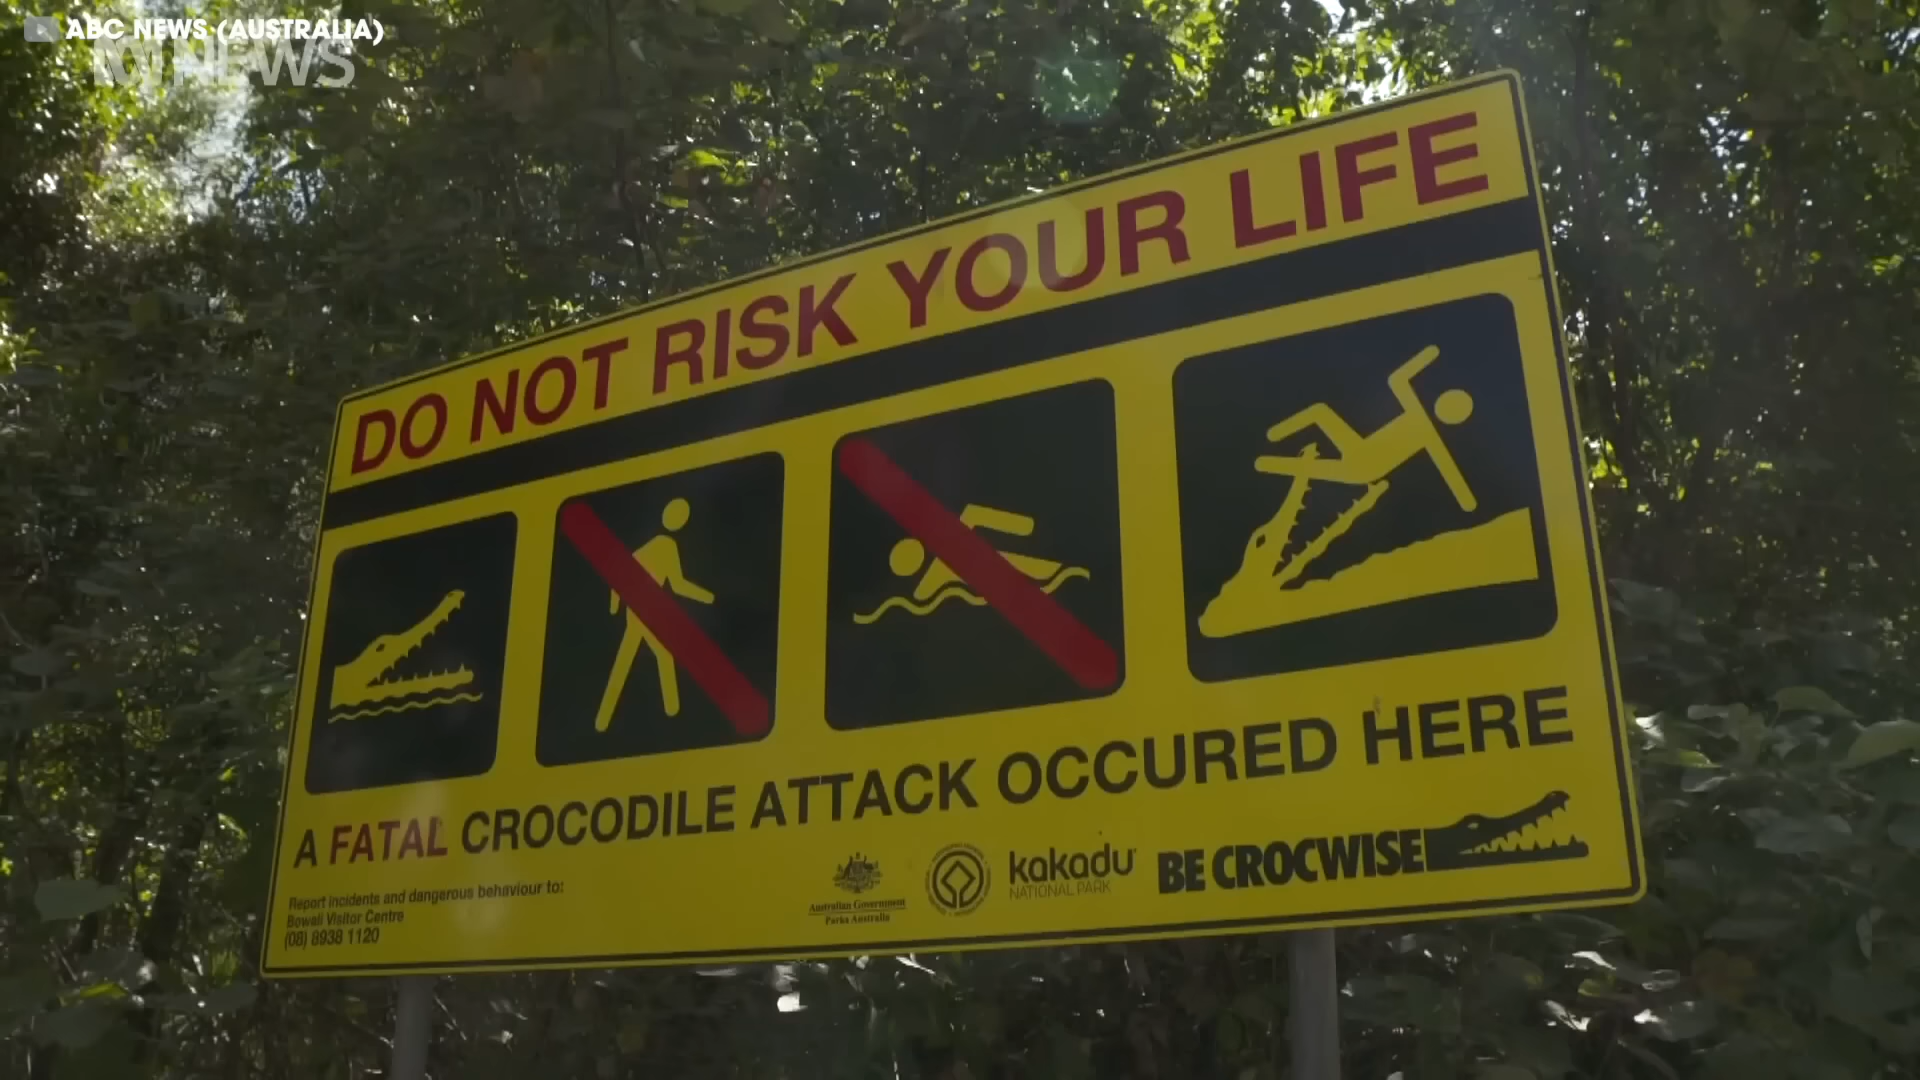 ABC NEWS (AUSTRALIA)
NEWS
DO NOT RISK YOUR LIFE
A FATAL CROCODILE ATTACK OCCURED HERE
Report incidents and dangerous behaviour to:
Bowali Visitor Centre
(08) 8938 1120
Australian Government
Parks Australia
kakadu
NATIONAL PARK
BE CROCWISE